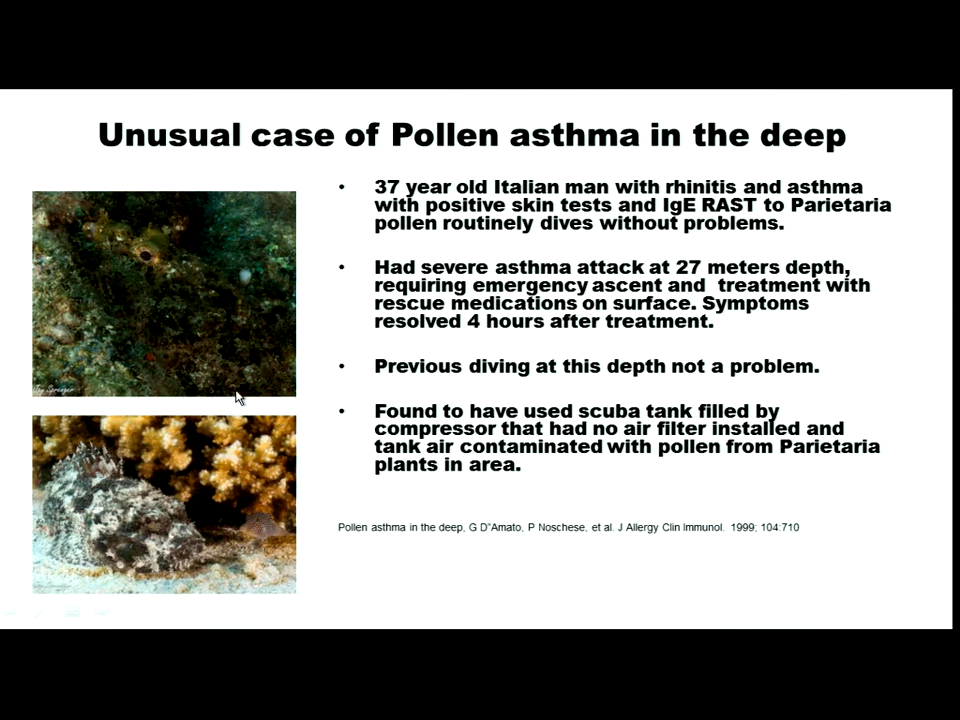 Unusual case of Pollen asthma in the deep
• 37 year old Italian man with rhinitis and asthma
with positive skin tests and IgE RAST to Parietaria
pollen routinely dives without problems.
• Had severe asthma attack at 27 meters depth,
requiring emergency ascent and treatment with
rescue medications on surface. Symptoms
resolved 4 hours after treatment.
• Previous diving at this depth not a problem.
• Found to have used scuba tank filled by
compressor that had no air filter installed and
tank air contaminated with pollen from Parietaria
plants in area.
Pollen asthma in the deep, G D"Amato, P Noschese, et al. J Allergy Clin Immunol. 1999; 104:710